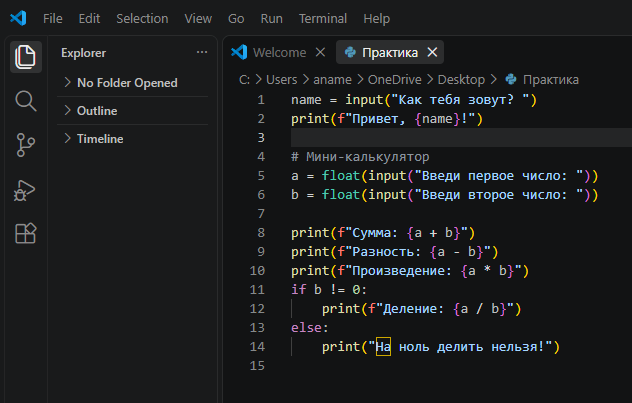 File Edit Selection View Go Run Terminal Help
Explorer ···
No Folder Opened
Outline
Timeline
Welcome Практика
C: > Users > aname > OneDrive > Desktop > Практика
1 name = input("Как тебя зовут? ")
2 print(f"Привет, {name}!")
3
4 # Мини-калькулятор
5 a = float(input("Введи первое число: "))
6 b = float(input("Введи второе число: "))
7
8 print(f"Сумма: {a + b}")
9 print(f"Разность: {a - b}")
10 print(f"Произведение: {a * b}")
11 if b != 0:
12     print(f"Деление: {a / b}")
13 else:
14     print("На ноль делить нельзя!")
15